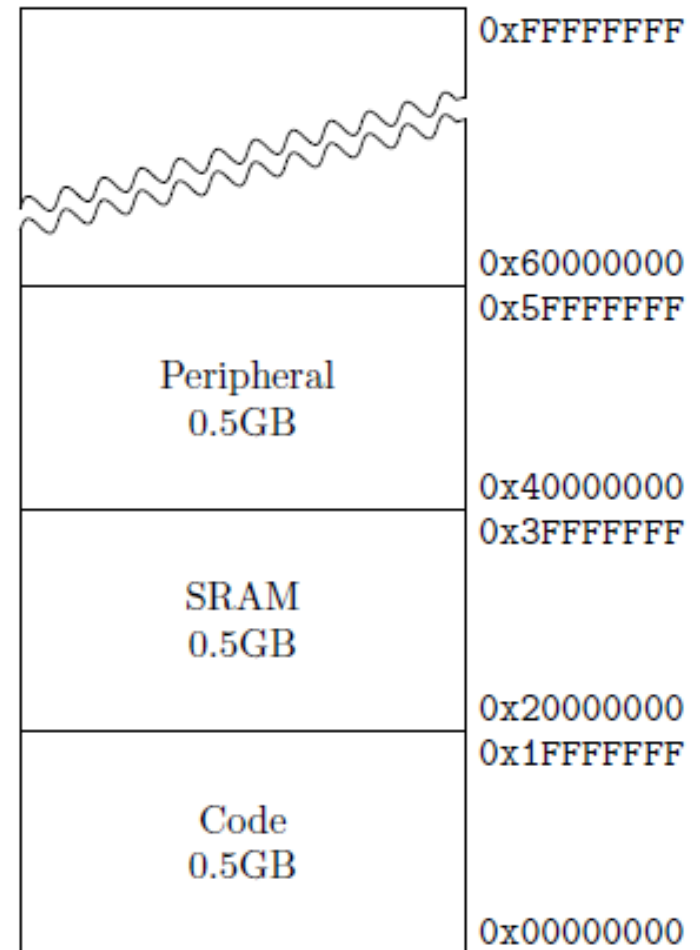 0xFFFFFFFF
0x60000000
0x5FFFFFFF
Peripheral
0.5GB
0x40000000
0x3FFFFFFF
SRAM
0.5GB
0x20000000
0x1FFFFFFF
Code
0.5GB
0x00000000